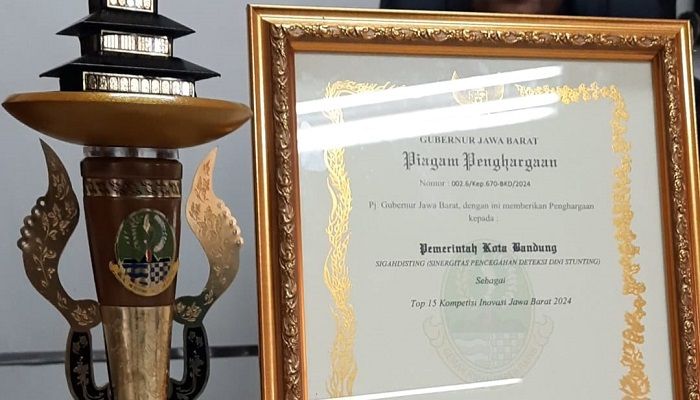 GUBERNUR JAWA BARAT
Piagam Penghargaan
Nomor : 002.6/Kep.670-BKD/2024
Pj Gubernur Jawa Barat, dengan ini memberikan Penghargaan
kepada :
Pemerintah Kota Bandung
SIGAHDISTING (SINERGITAS PENCEGAHAN DETEKSI DINI STUNTING)
Sebagai
Top 15 Kompetisi Inovasi Jawa Barat 2024